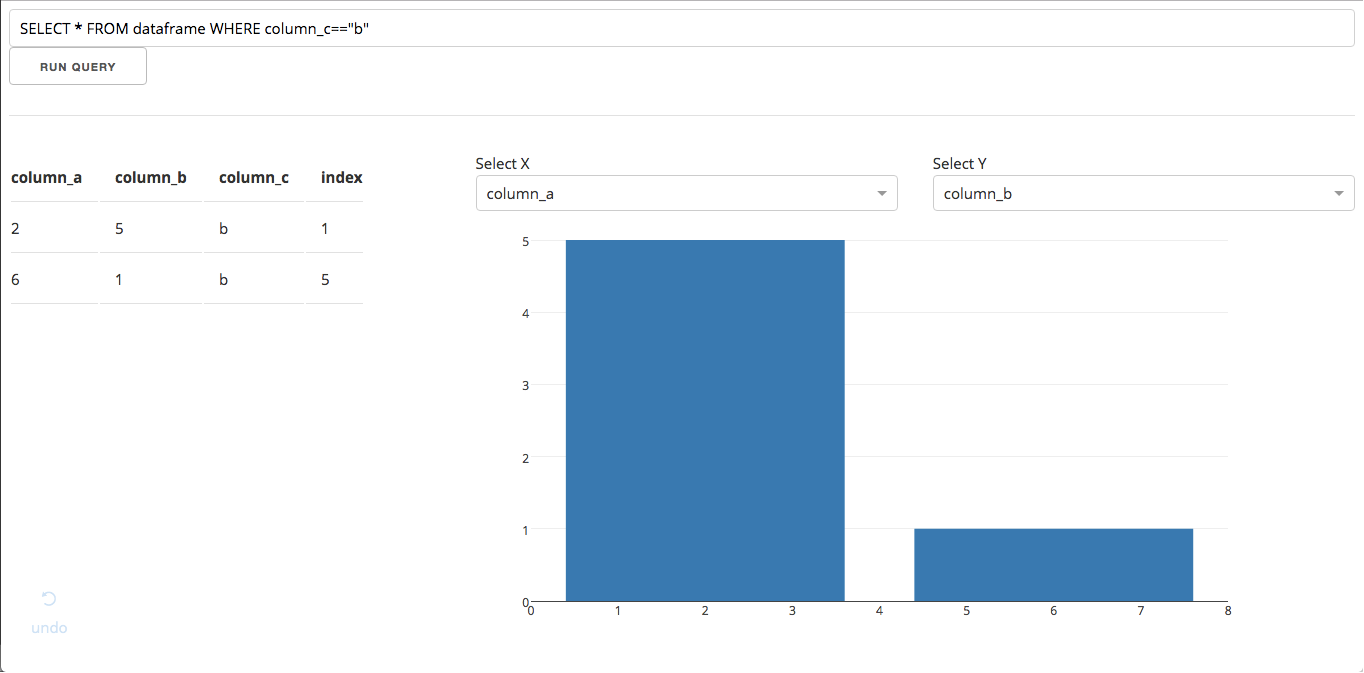 SELECT * FROM dataframe WHERE column_c=="b"
RUN QUERY
column_a column_b column_c index
2 5 b 1
6 1 b 5
Select X
column_a
Select Y
column_b
5
4
3
2
1
0
0 1 2 3 4 5 6 7 8
undo